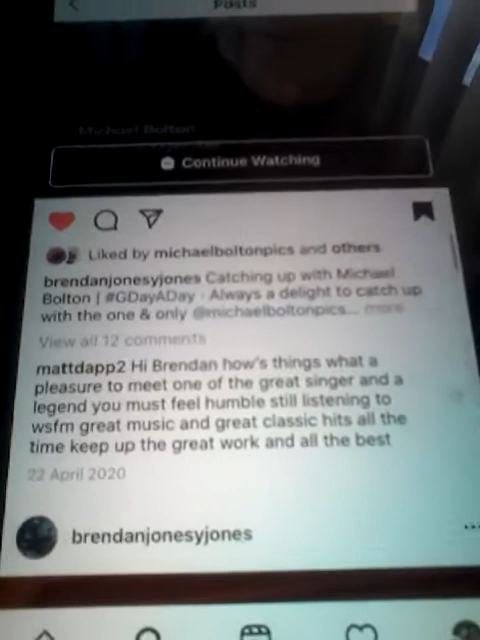 Posts
Michael Bolton
Continue Watching
Liked by michaelboltonpics and others
brendanjonesyjones Catching up with Michael
Bolton | #GDayADay · Always a delight to catch up
with the one & only @michaelboltonpics... more
View all 12 comments
mattdapp2 Hi Brendan how's things what a
pleasure to meet one of the great singer and a
legend you must feel humble still listening to
wsfm great music and great classic hits all the
time keep up the great work and all the best
22 April 2020
brendanjonesyjones